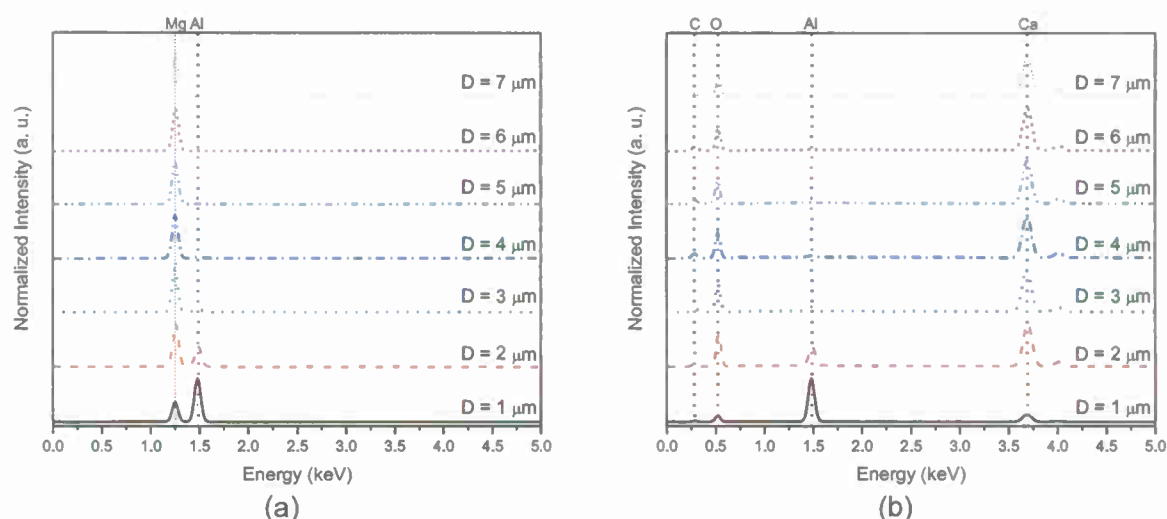 Mg Al
Normalized Intensity (a. u.)
D = 7 μm
D = 6 μm
D = 5 μm
D = 4 μm
D = 3 μm
D = 2 μm
D = 1 μm
0.0 0.5 1.0 1.5 2.0 2.5 3.0 3.5 4.0 4.5 5.0
Energy (keV)
(a)
C O Al Ca
Normalized Intensity (a. u.)
D = 7 μm
D = 6 μm
D = 5 μm
D = 4 μm
D = 3 μm
D = 2 μm
D = 1 μm
0.0 0.5 1.0 1.5 2.0 2.5 3.0 3.5 4.0 4.5 5.0
Energy (keV)
(b)